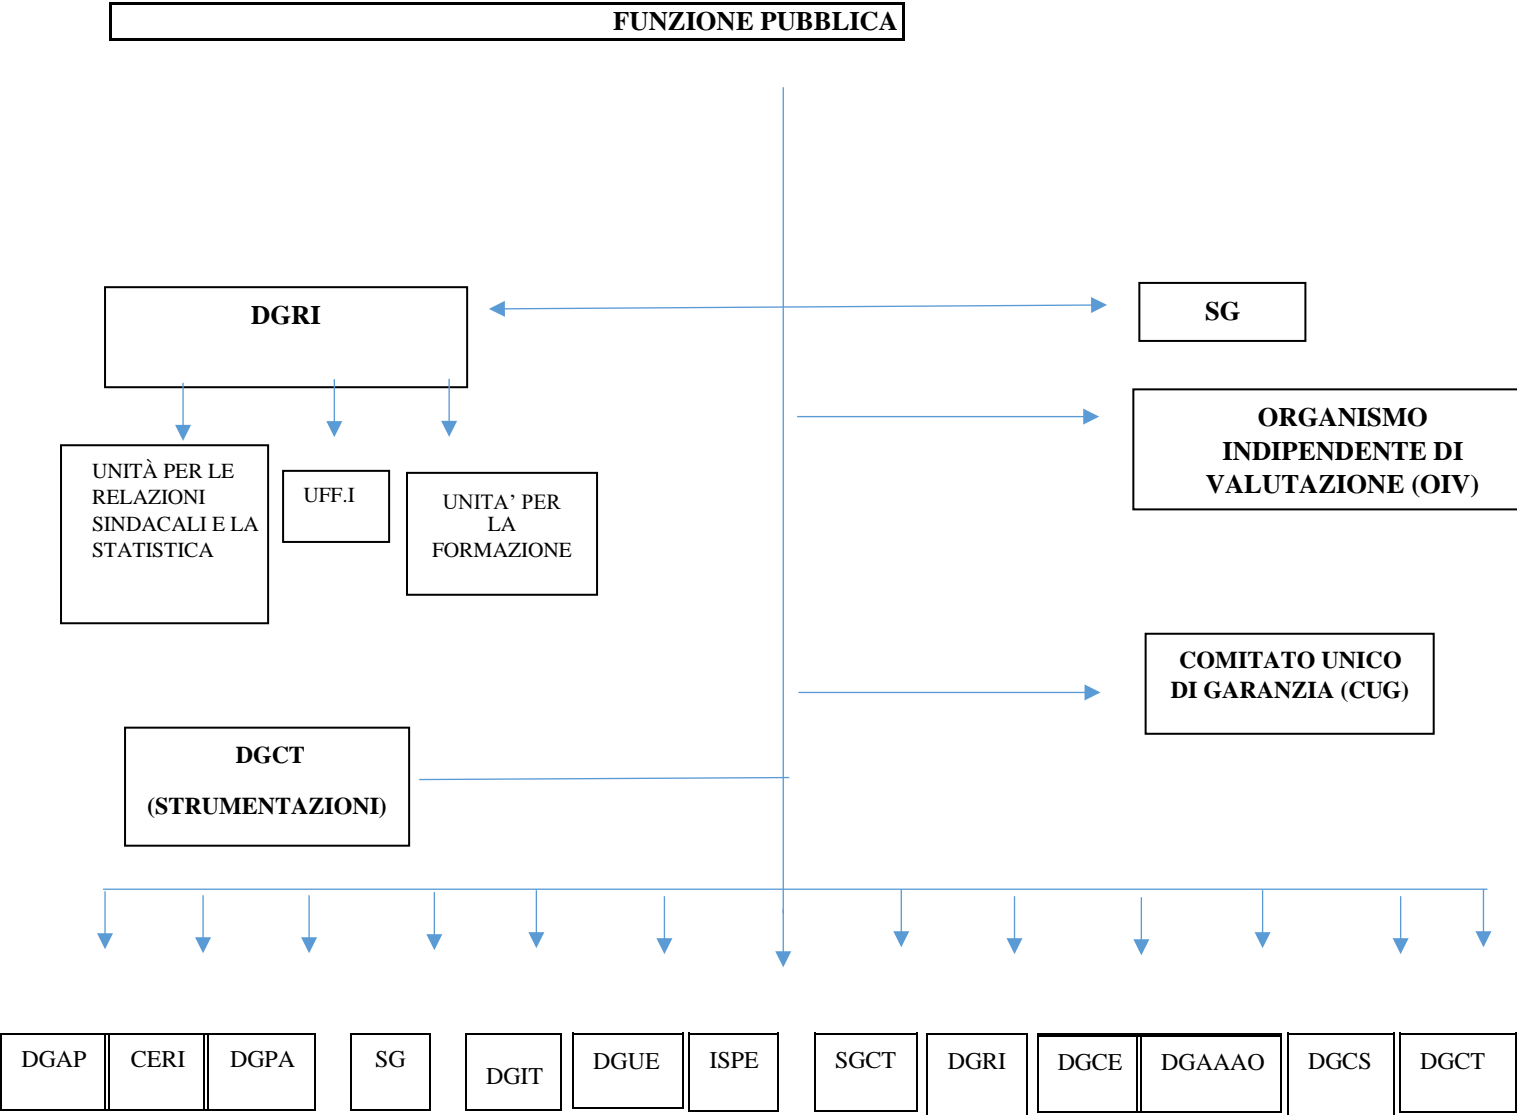 FUNZIONE PUBBLICA
DGRI
SG
ORGANISMO
INDIPENDENTE DI
VALUTAZIONE (OIV)
UNITÀ PER LE
RELAZIONI
SINDACALI E LA
STATISTICA
UFF.I
UNITA’ PER
LA
FORMAZIONE
COMITATO UNICO
DI GARANZIA (CUG)
DGCT
(STRUMENTAZIONI)
DGAP
CERI
DGPA
SG
DGIT
DGUE
ISPE
SGCT
DGRI
DGCE
DGAAAO
DGCS
DGCT